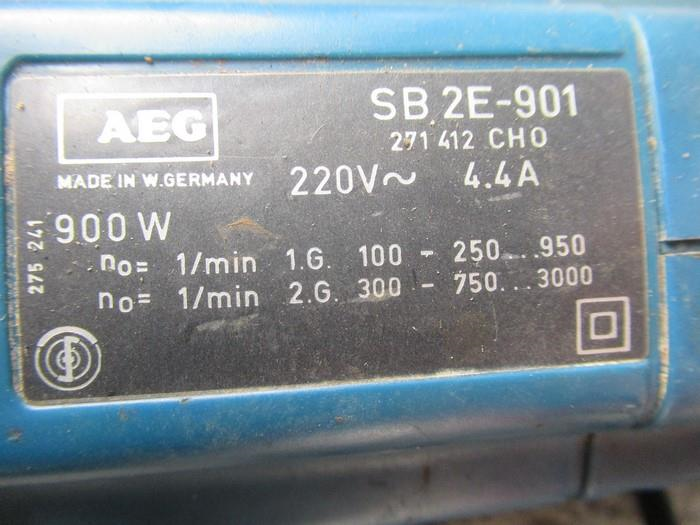 AEG
SB 2E-901
271 412 CHO
MADE IN W.GERMANY
220V~ 4.4A
900 W
275 241
n₀= 1/min 1.G. 100 - 250...950
n₀= 1/min 2.G. 300 - 750...3000